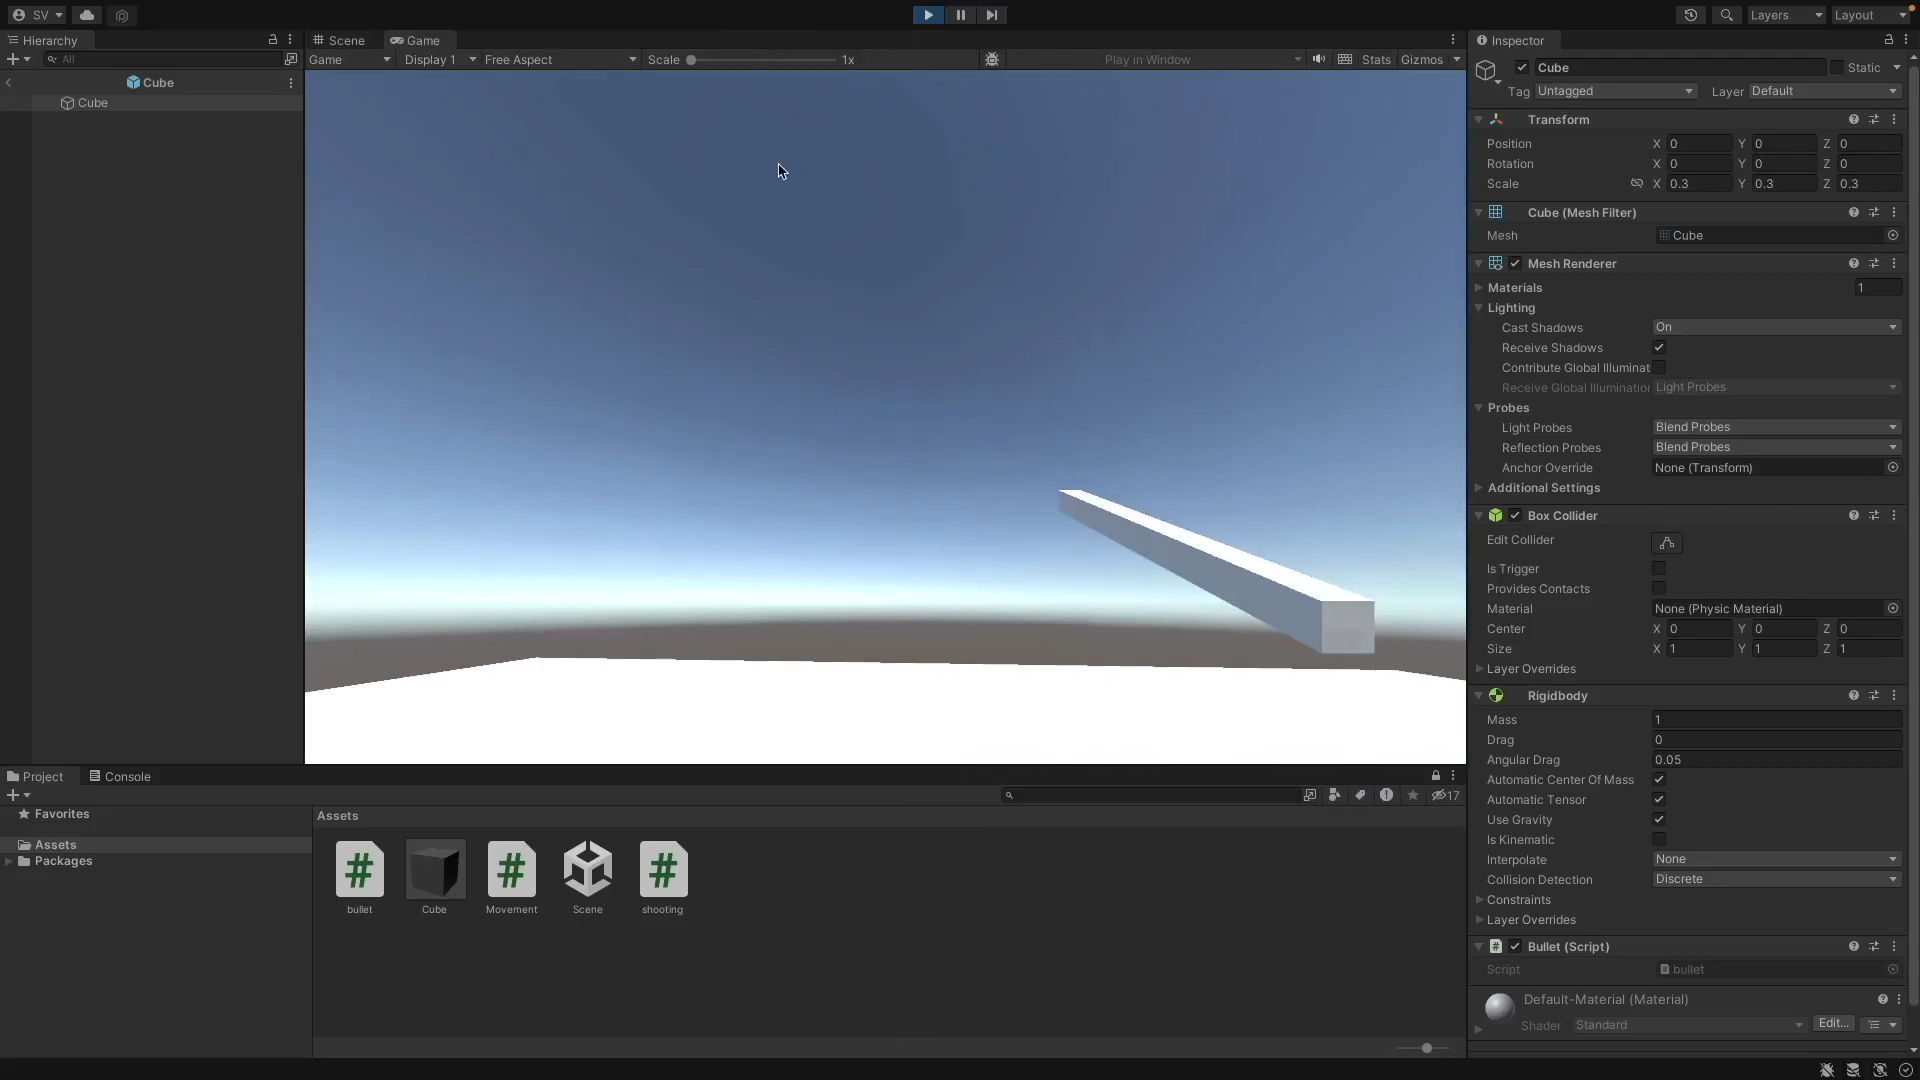 SV
Layers
Layout
Hierarchy
All
Cube
Cube
Scene
Game
Game
Display 1
Free Aspect
Scale
1x
Play in Window
Stats
Gizmos
Inspector
Cube
Static
Tag Untagged
Layer Default
Transform
Position X 0 Y 0 Z 0
Rotation X 0 Y 0 Z 0
Scale X 0.3 Y 0.3 Z 0.3
Cube (Mesh Filter)
Mesh Cube
Mesh Renderer
Materials 1
Lighting
Cast Shadows On
Receive Shadows
Contribute Global Illuminat
Receive Global Illumination Light Probes
Probes
Light Probes Blend Probes
Reflection Probes Blend Probes
Anchor Override None (Transform)
Additional Settings
Box Collider
Edit Collider
Is Trigger
Provides Contacts
Material None (Physic Material)
Center X 0 Y 0 Z 0
Size X 1 Y 1 Z 1
Layer Overrides
Rigidbody
Mass 1
Drag 0
Angular Drag 0.05
Automatic Center Of Mass
Automatic Tensor
Use Gravity
Is Kinematic
Interpolate None
Collision Detection Discrete
Constraints
Layer Overrides
# Bullet (Script)
Script bullet
Default-Material (Material)
Shader Standard Edit...
Project
Console
17
Favorites
Assets
Packages
Assets
# # #
bullet
Cube
Movement
Scene
shooting